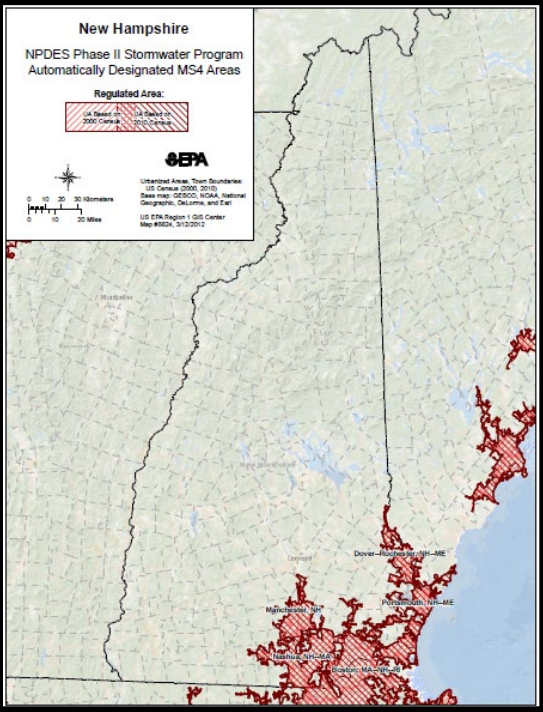 New Hampshire
NPDES Phase II Stormwater Program
Automatically Designated MS4 Areas
Regulated Area:
UA Based on
2000 Census
UA Based on
2010 Census
EPA
Urbanized Areas, Town Boundaries:
US Census (2000, 2010)
Base map: GEBCO, NOAA, National
Geographic, DeLorme, and Esri
US EPA Region 1 GIS Center
Map #8824, 3/12/2012
0 10 20 30 Kilometers
0 10 20 Miles
Montpelier
New Hampshire
Concord
Dover--Rochester, NH--ME
Portsmouth, NH--ME
Manchester, NH
Nashua, NH--MA
Boston, MA--NH--RI